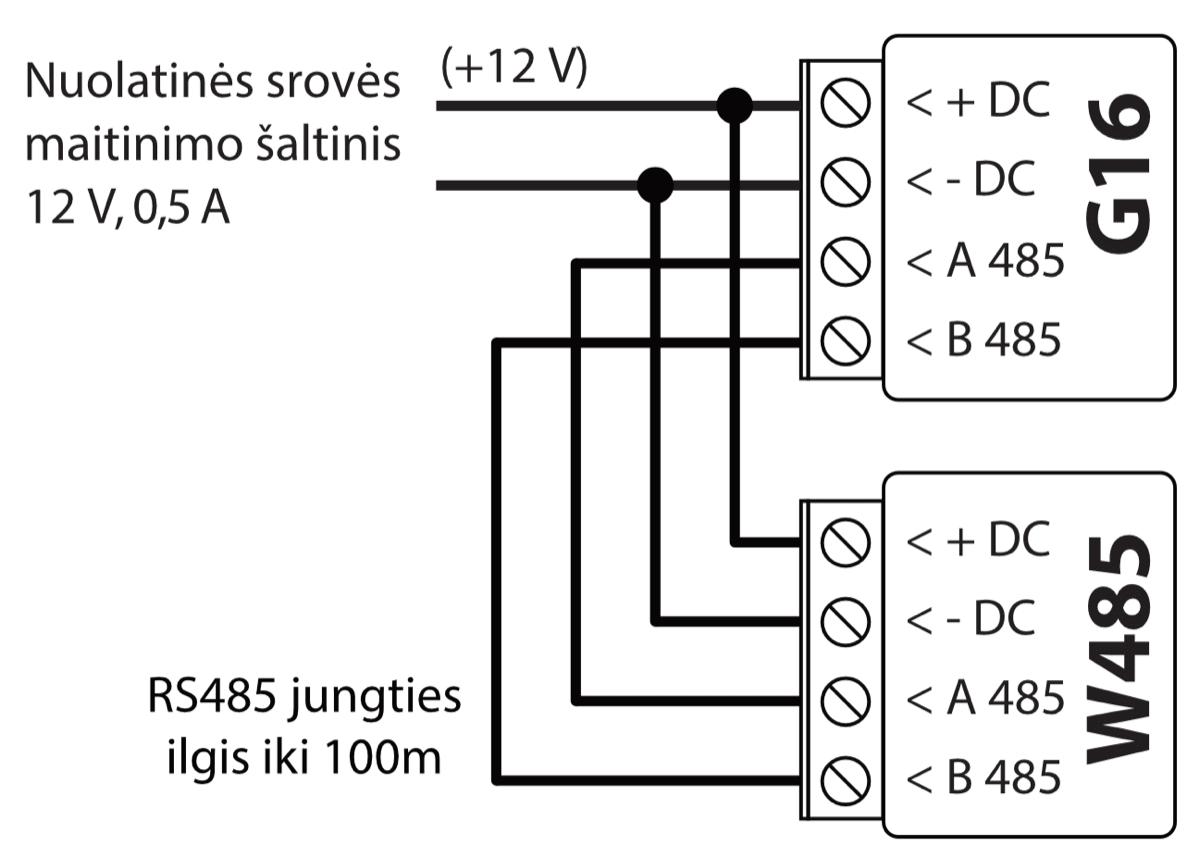 Nuolatinės srovės
maitinimo šaltinis
12 V, 0,5 A
(+12 V)
< + DC
< - DC
< A 485
< B 485
G16
< + DC
< - DC
< A 485
< B 485
W485
RS485 jungties
ilgis iki 100m